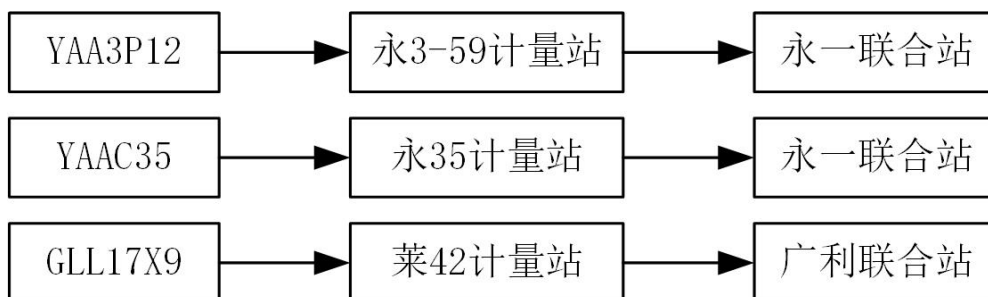 YAA3P12 永3-59计量站 永一联合站
YAAC35 永35计量站 永一联合站
GLL17X9 莱42计量站 广利联合站